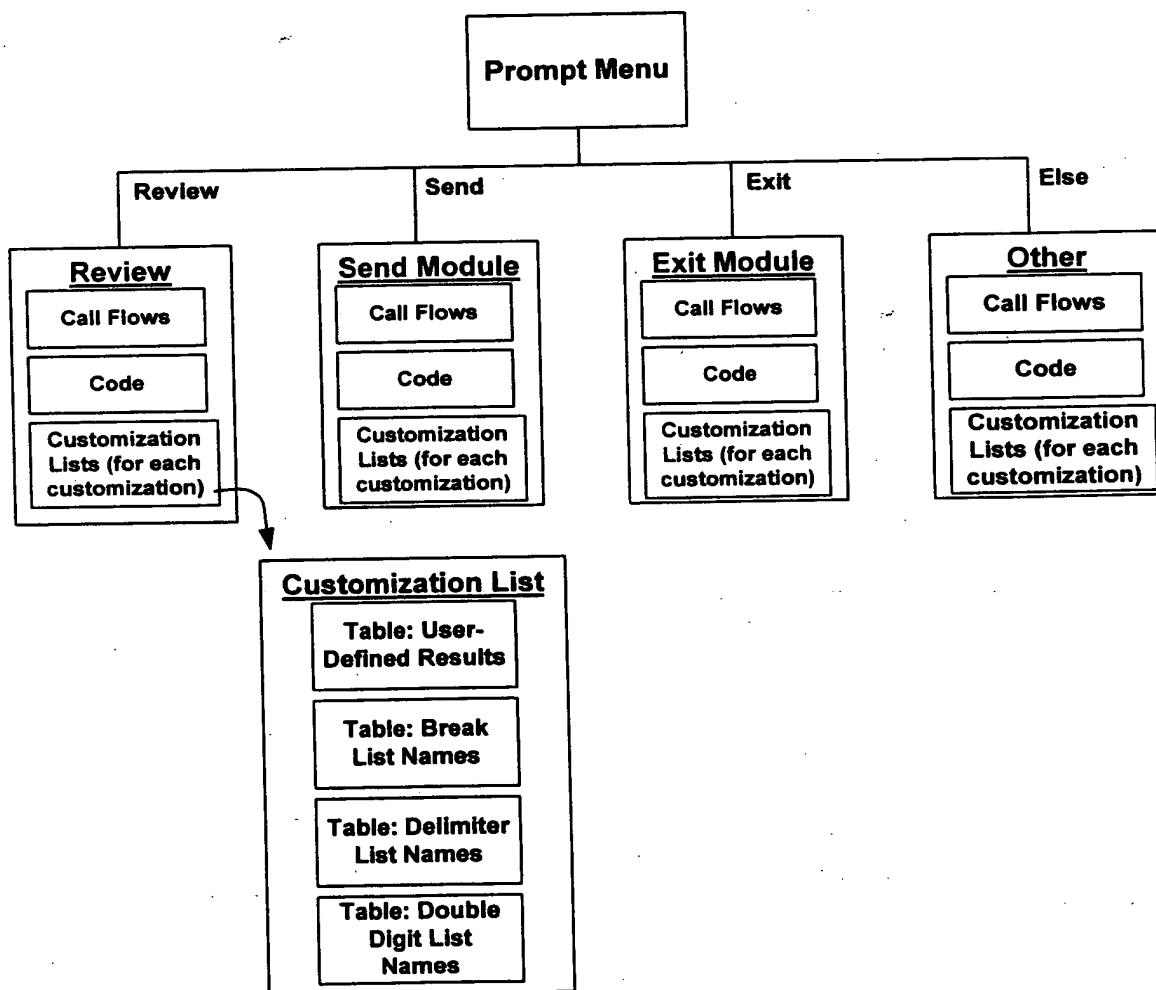 Prompt Menu
Review
Send
Exit
Else
Review
Call Flows
Code
Customization
Lists (for each
customization)
Send Module
Call Flows
Code
Customization
Lists (for each
customization)
Exit Module
Call Flows
Code
Customization
Lists (for each
customization)
Other
Call Flows
Code
Customization
Lists (for each
customization)
Customization List
Table: User-
Defined Results
Table: Break
List Names
Table: Delimiter
List Names
Table: Double
Digit List
Names